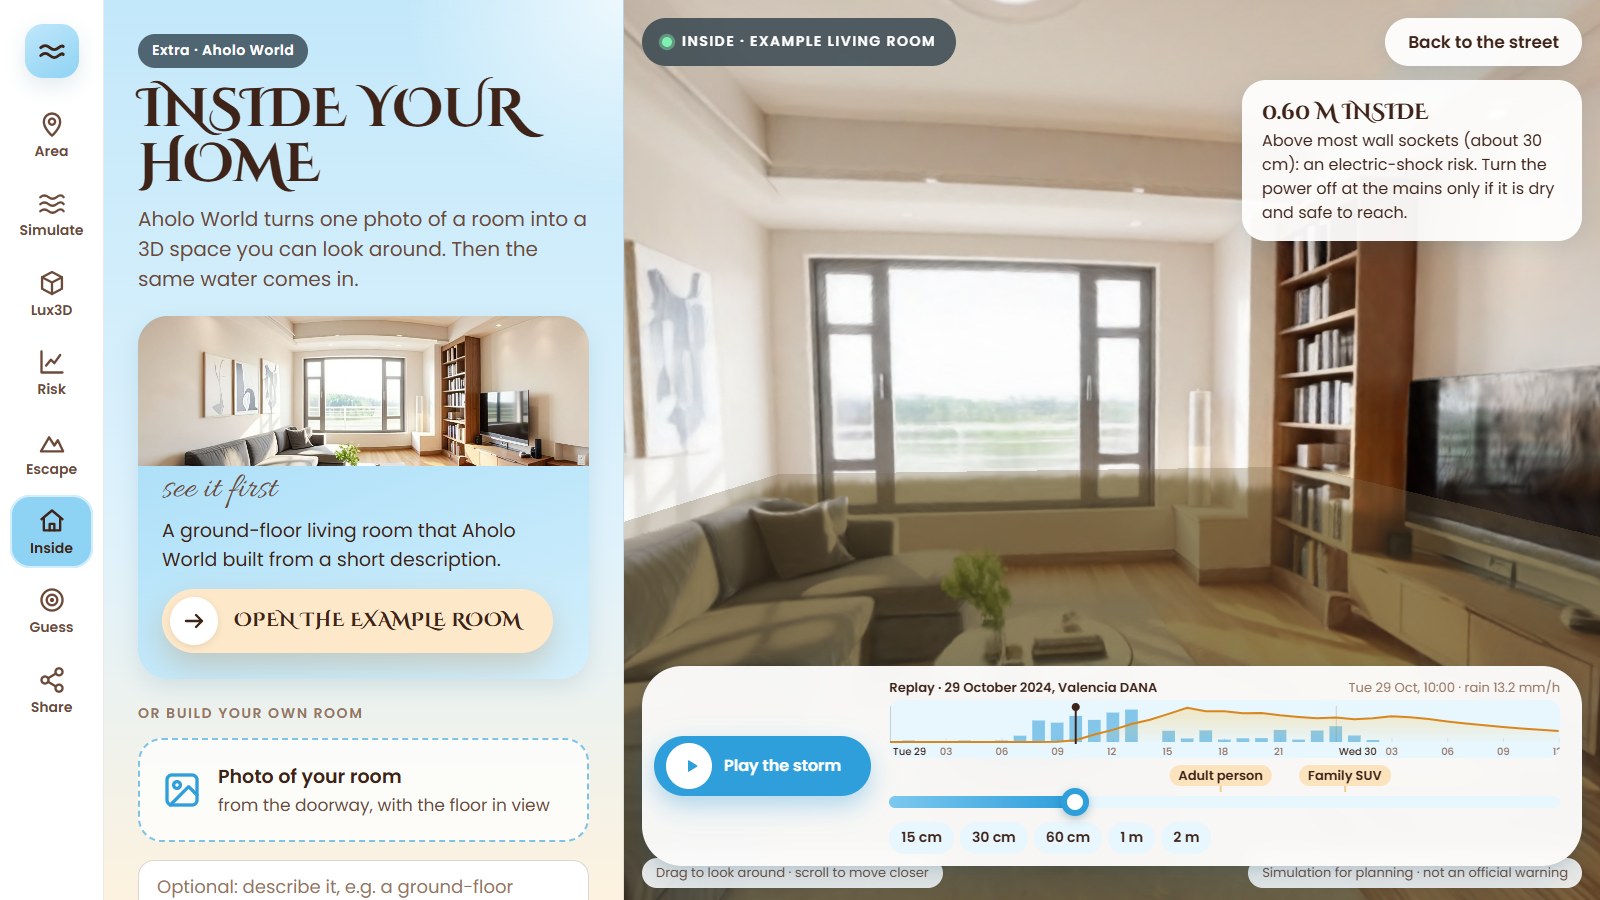 Area
Simulate
Lux3D
Risk
Escape
Inside
Guess
Share
Extra · Aholo World
INSIDE YOUR
HOME
Aholo World turns one photo of a room into a
3D space you can look around. Then the
same water comes in.
see it first
A ground-floor living room that Aholo
World built from a short description.
OPEN THE EXAMPLE ROOM
OR BUILD YOUR OWN ROOM
Photo of your room
from the doorway, with the floor in view
Optional: describe it, e.g. a ground-floor
INSIDE · EXAMPLE LIVING ROOM
Back to the street
0.60 M INSIDE
Above most wall sockets (about 30
cm): an electric-shock risk. Turn the
power off at the mains only if it is dry
and safe to reach.
Replay · 29 October 2024, Valencia DANA
Tue 29 Oct, 10:00 · rain 13.2 mm/h
Tue 29 03 06 09 12 15 18 21 Wed 30 03 06 09
Play the storm
Adult person
Family SUV
15 cm
30 cm
60 cm
1 m
2 m
Drag to look around · scroll to move closer
Simulation for planning · not an official warning